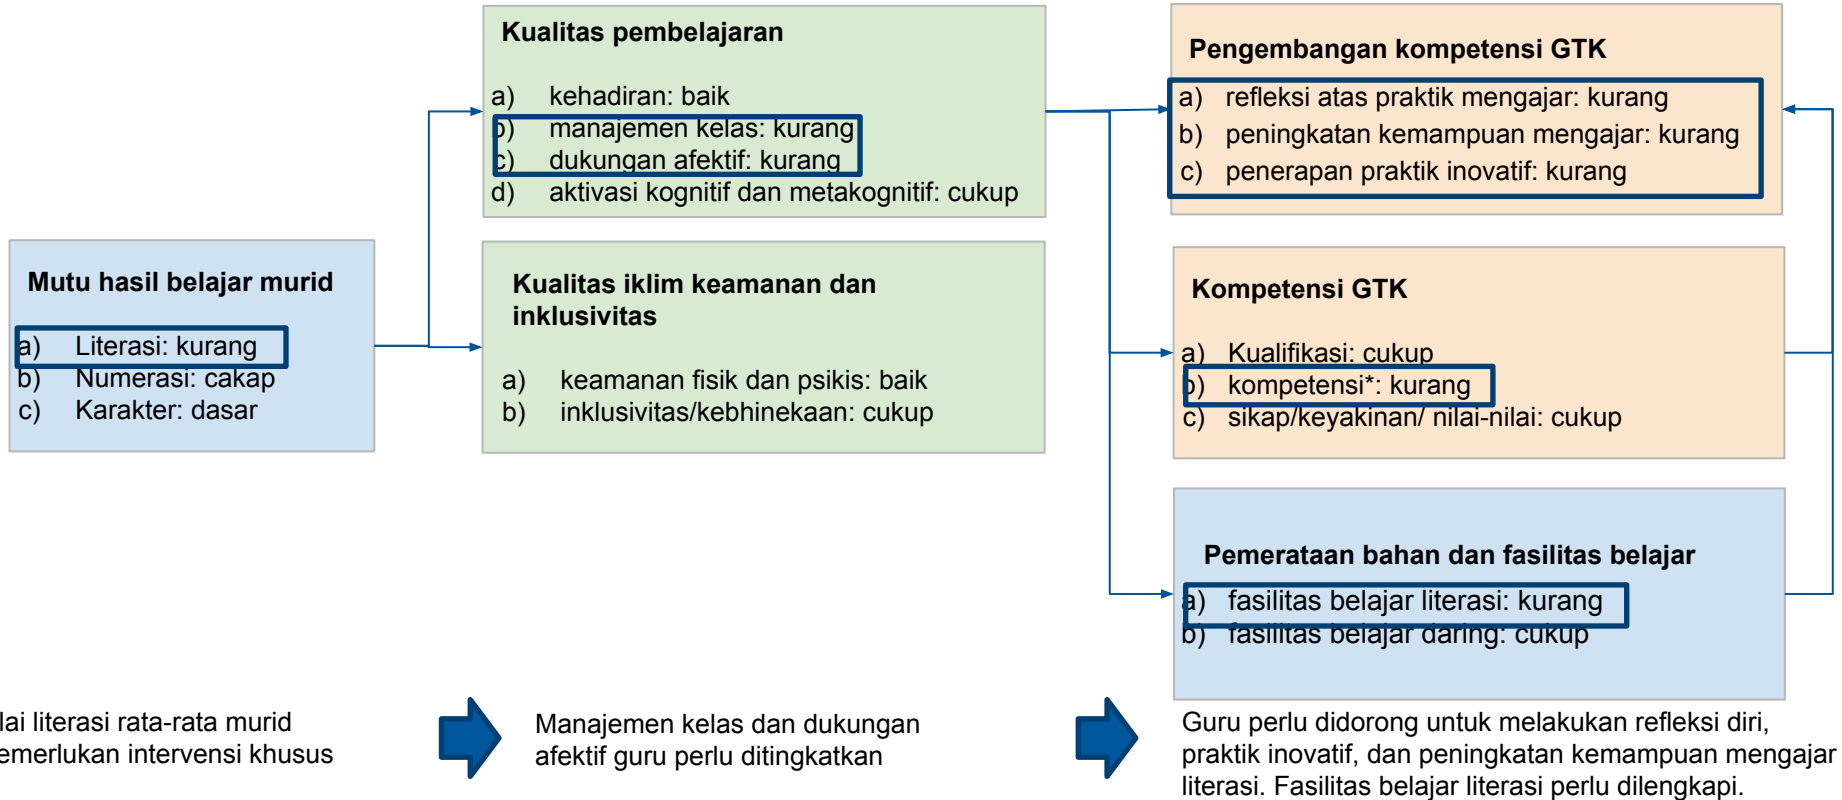 Kualitas pembelajaran
a) kehadiran: baik
b) manajemen kelas: kurang
c) dukungan afektif: kurang
d) aktivasi kognitif dan metakognitif: cukup
Pengembangan kompetensi GTK
a) refleksi atas praktik mengajar: kurang
b) peningkatan kemampuan mengajar: kurang
c) penerapan praktik inovatif: kurang
Mutu hasil belajar murid
a) Literasi: kurang
b) Numerasi: cakap
c) Karakter: dasar
Kualitas iklim keamanan dan
inklusivitas
a) keamanan fisik dan psikis: baik
b) inklusivitas/kebhinekaan: cukup
Kompetensi GTK
a) Kualifikasi: cukup
b) kompetensi*: kurang
c) sikap/keyakinan/ nilai-nilai: cukup
Pemerataan bahan dan fasilitas belajar
a) fasilitas belajar literasi: kurang
b) fasilitas belajar daring: cukup
lai literasi rata-rata murid
emerlukan intervensi khusus
Manajemen kelas dan dukungan
afektif guru perlu ditingkatkan
Guru perlu didorong untuk melakukan refleksi diri,
praktik inovatif, dan peningkatan kemampuan mengajar
literasi. Fasilitas belajar literasi perlu dilengkapi.